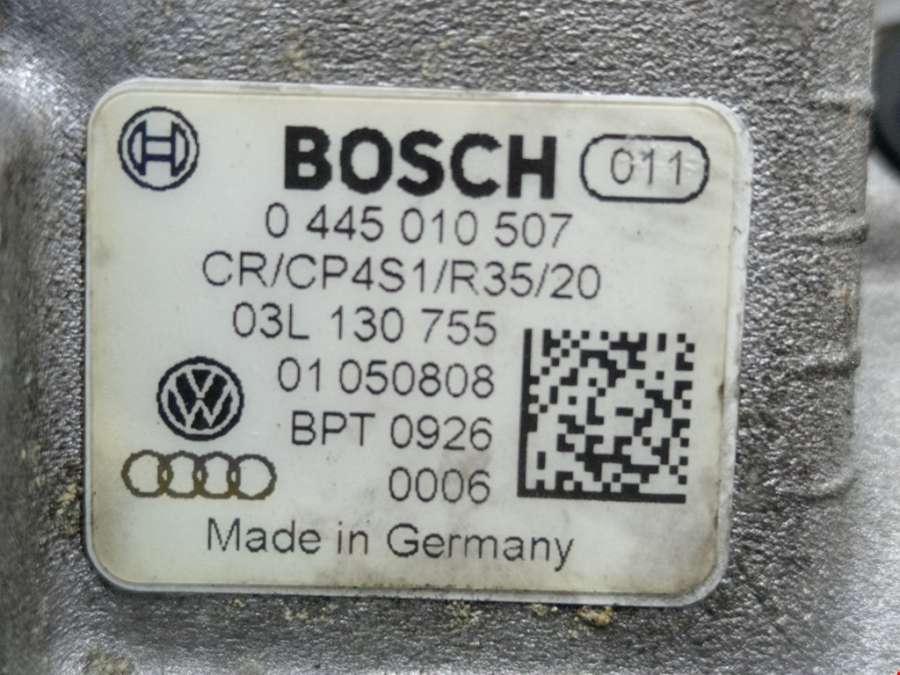 BOSCH 011
0 445 010 507
CR/CP4S1/R35/20
03L 130 755
01 050808
BPT 0926
0006
Made in Germany